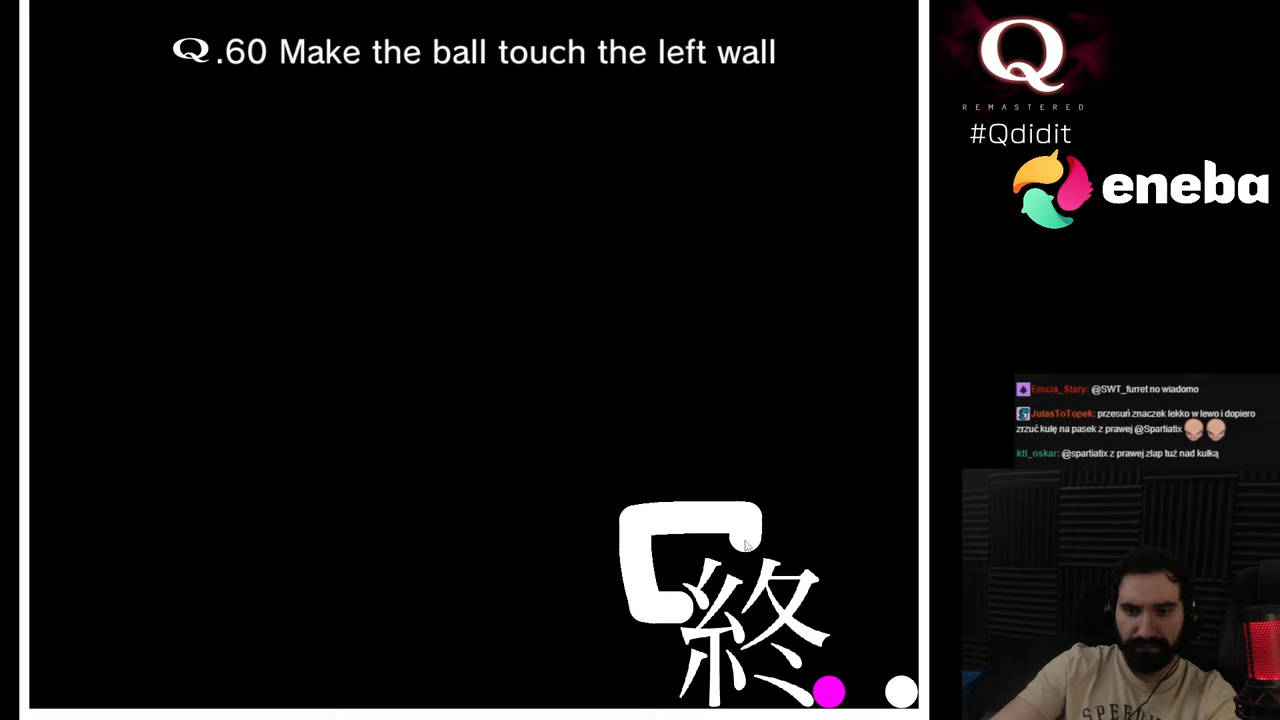 Q.60 Make the ball touch the left wall
Q
REMASTERED
#Qdidit
eneba
Emcia_Stary: @SWT_furret no wiadomo
JulasToTopek: przesuń znaczek lekko w lewo i dopiero
zrzuć kulę na pasek z prawej @Spartiatix
ktl_oskar: @spartiatix z prawej złap tuż nad kulką
終